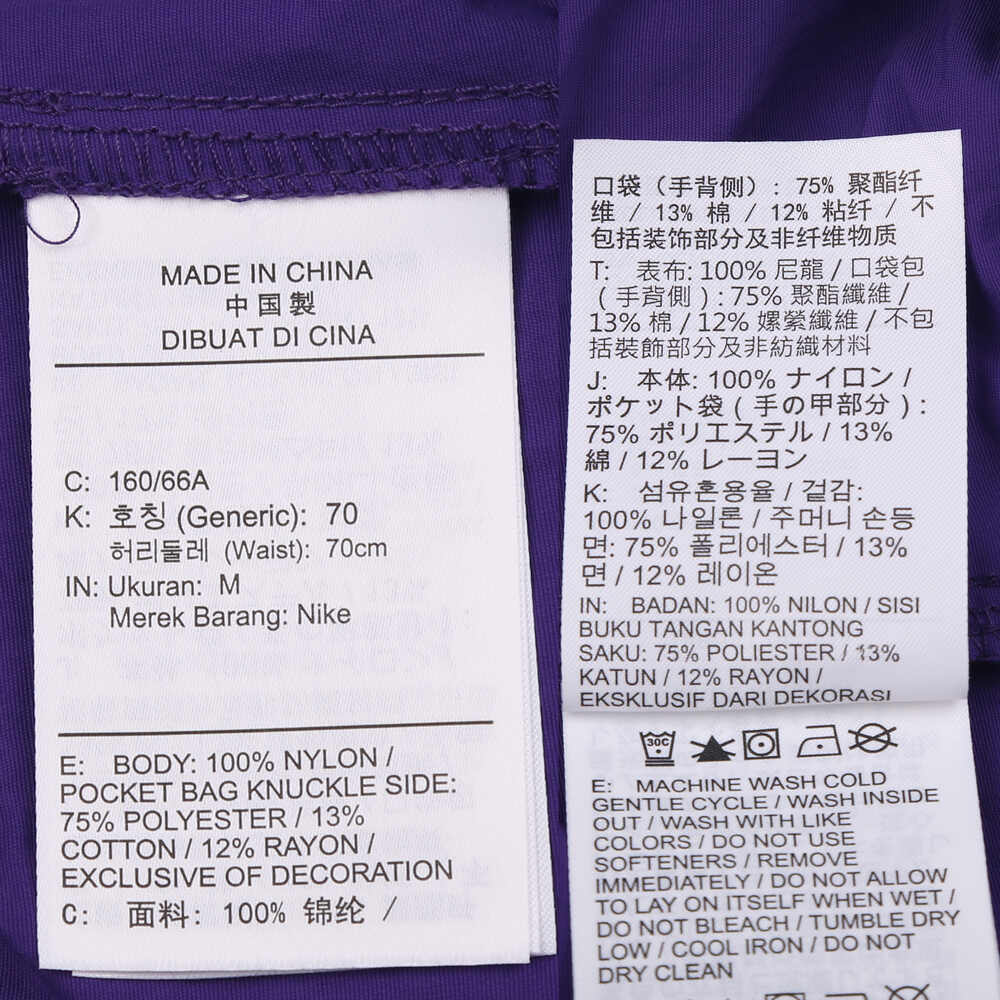 MADE IN CHINA
中国製
DIBUAT DI CINA
C: 160/66A
K: 호칭 (Generic): 70
허리둘레 (Waist): 70cm
IN: Ukuran: M
Merek Barang: Nike
E: BODY: 100% NYLON /
POCKET BAG KNUCKLE SIDE:
75% POLYESTER / 13%
COTTON / 12% RAYON /
EXCLUSIVE OF DECORATION
C: 面料: 100% 锦纶 /
口袋（手背侧）: 75% 聚酯纤
维 / 13% 棉 / 12% 粘纤 / 不
包括装饰部分及非纤维物质
T: 表布: 100% 尼龍 / 口袋包
（手背側）: 75% 聚酯纖維 /
13% 棉 / 12% 嫘縈纖維 / 不包
括裝飾部分及非紡織材料
J: 本体: 100% ナイロン /
ポケット袋 ( 手の甲部分 ) :
75% ポリエステル / 13%
綿 / 12% レーヨン
K: 섬유혼용율 / 겉감:
100% 나일론 / 주머니 손등
면: 75% 폴리에스터 / 13%
면 / 12% 레이온
IN: BADAN: 100% NILON / SISI
BUKU TANGAN KANTONG
SAKU: 75% POLIESTER / 13%
KATUN / 12% RAYON /
EKSKLUSIF DARI DEKORASI
30C
E: MACHINE WASH COLD
GENTLE CYCLE / WASH INSIDE
OUT / WASH WITH LIKE
COLORS / DO NOT USE
SOFTENERS / REMOVE
IMMEDIATELY / DO NOT ALLOW
TO LAY ON ITSELF WHEN WET /
DO NOT BLEACH / TUMBLE DRY
LOW / COOL IRON / DO NOT
DRY CLEAN